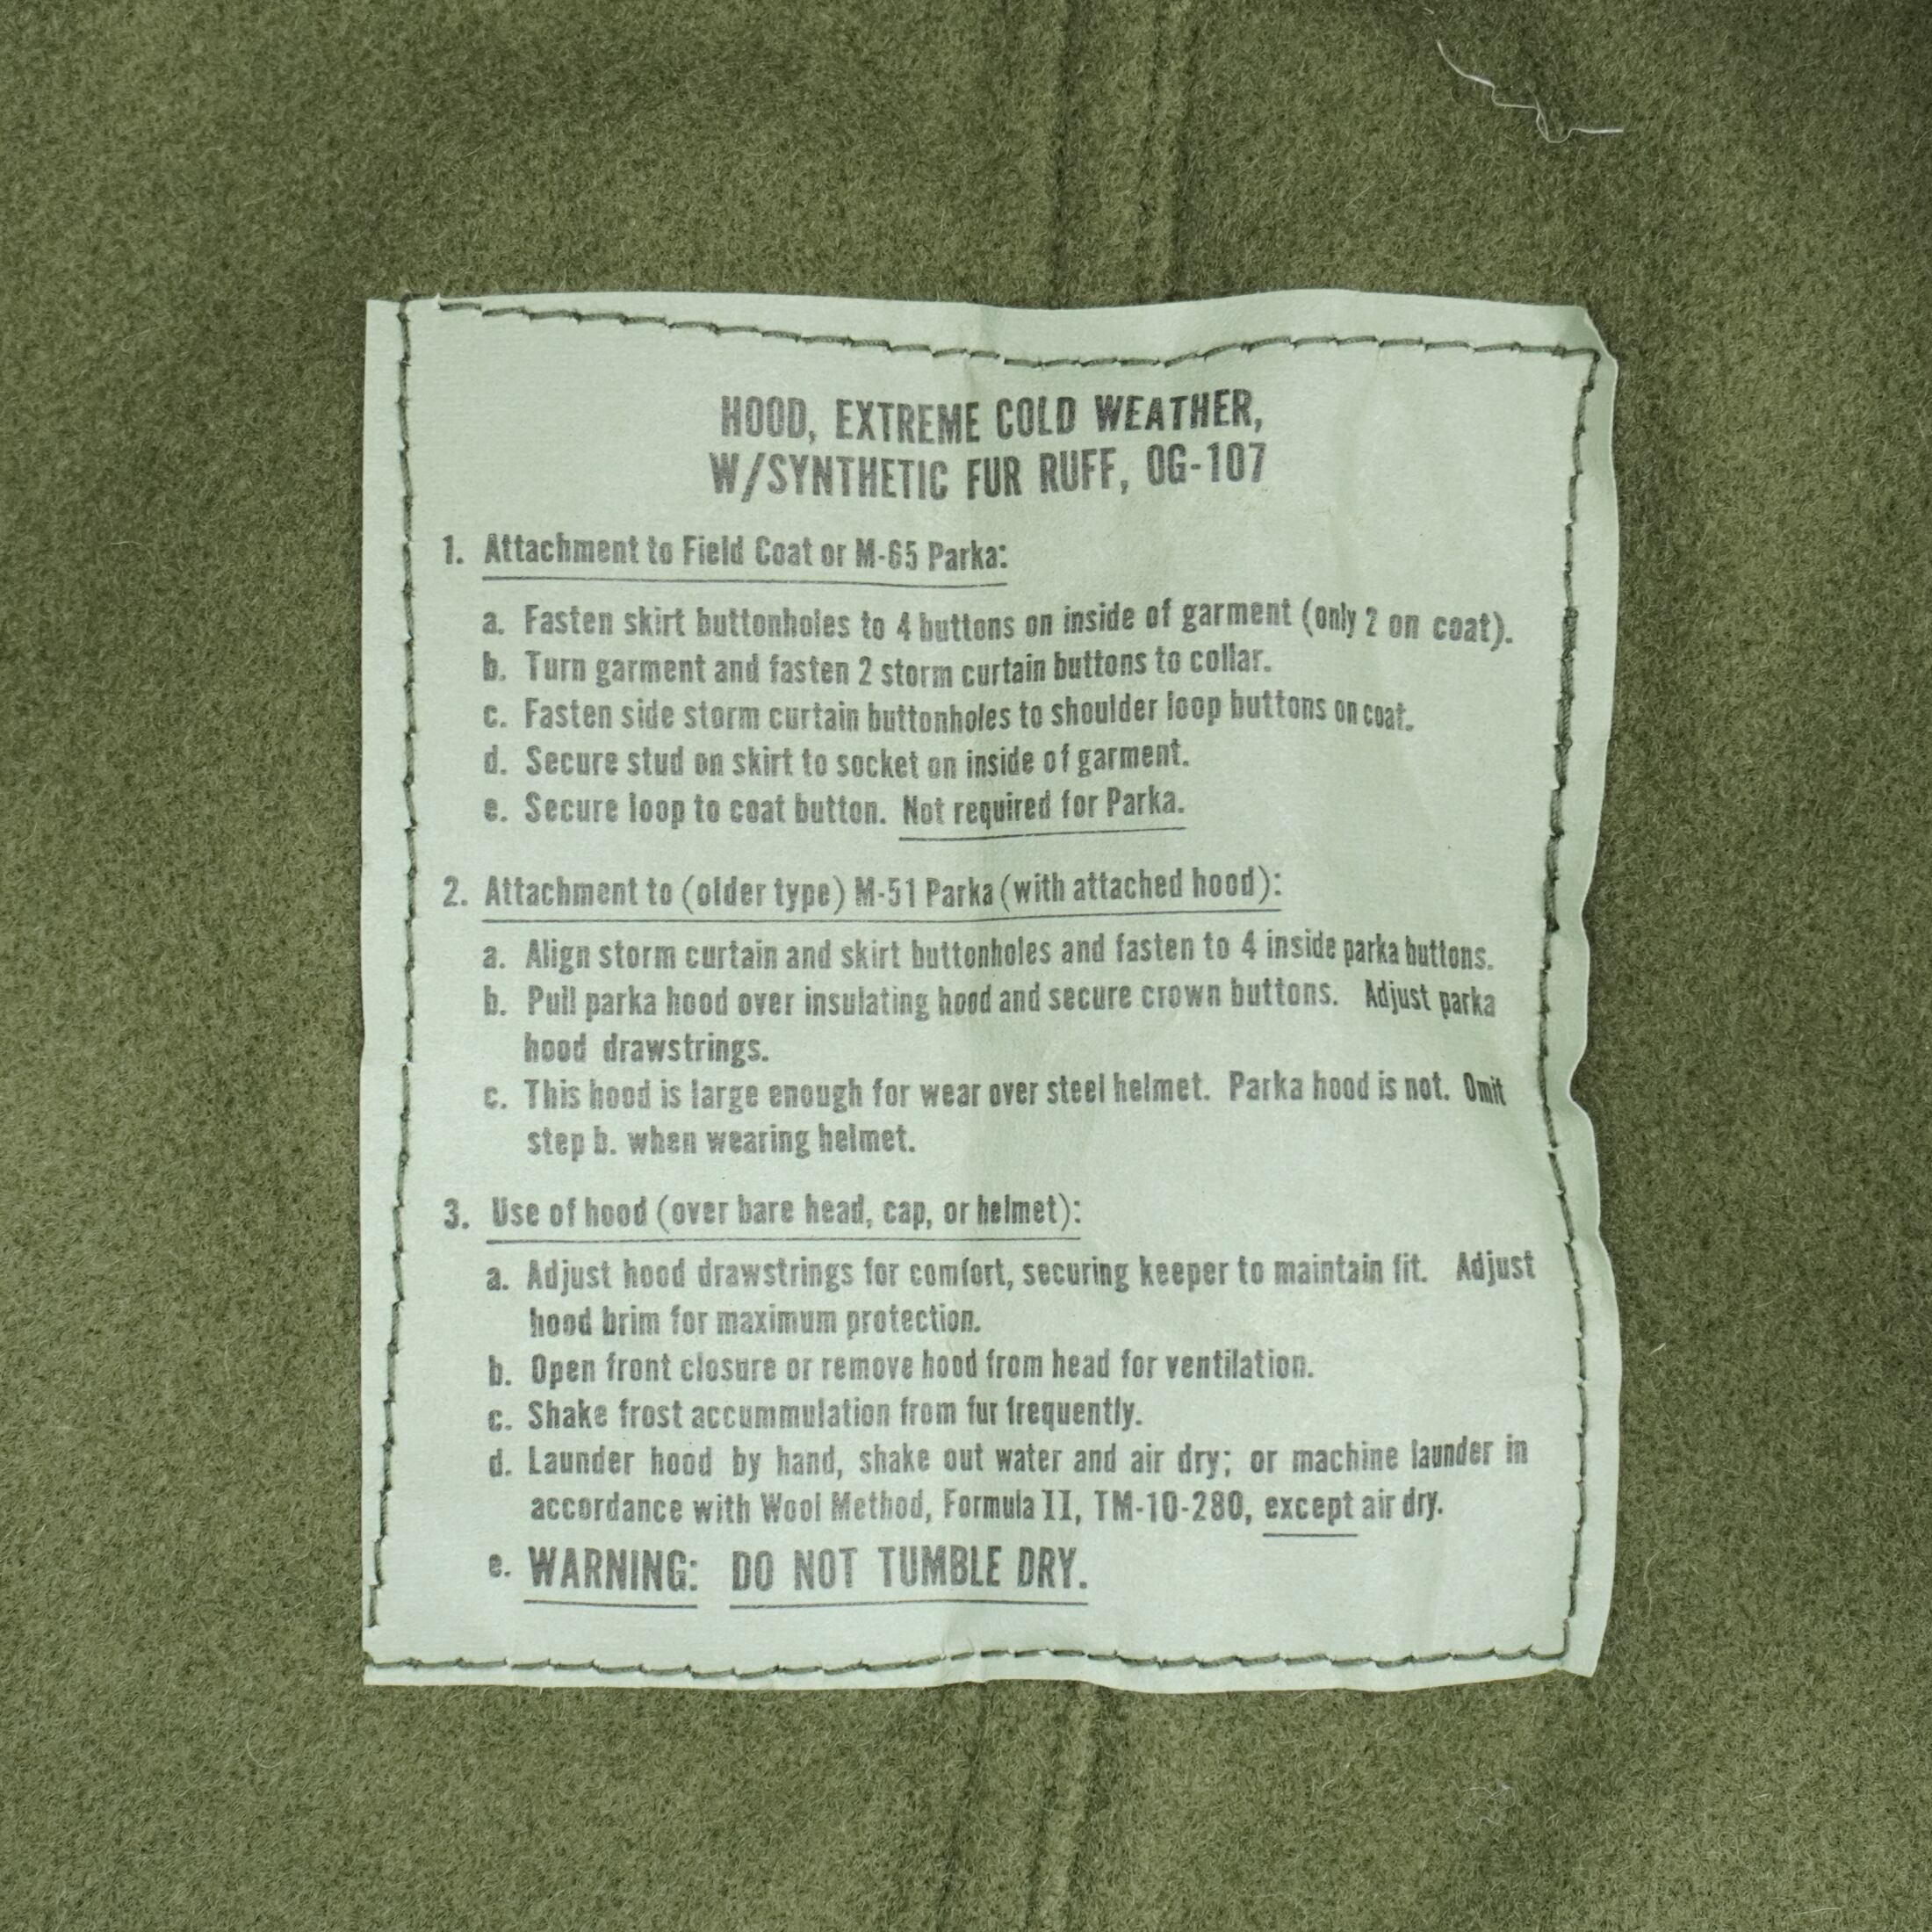 HOOD, EXTREME COLD WEATHER,
W/SYNTHETIC FUR RUFF, OG-107
1. Attachment to Field Coat or M-65 Parka:
a. Fasten skirt buttonholes to 4 buttons on inside of garment (only 2 on coat).
b. Turn garment and fasten 2 storm curtain buttons to collar.
c. Fasten side storm curtain buttonholes to shoulder loop buttons on coat.
d. Secure stud on skirt to socket on inside of garment.
e. Secure loop to coat button. Not required for Parka.
2. Attachment to (older type) M-51 Parka (with attached hood):
a. Align storm curtain and skirt buttonholes and fasten to 4 inside parka buttons.
b. Pull parka hood over insulating hood and secure crown buttons. Adjust parka
hood drawstrings.
c. This hood is large enough for wear over steel helmet. Parka hood is not. Omit
step b. when wearing helmet.
3. Use of hood (over bare head, cap, or helmet):
a. Adjust hood drawstrings for comfort, securing keeper to maintain fit. Adjust
hood brim for maximum protection.
b. Open front closure or remove hood from head for ventilation.
c. Shake frost accummulation from fur frequently.
d. Launder hood by hand, shake out water and air dry; or machine launder in
accordance with Wool Method, Formula II, TM-10-280, except air dry.
e. WARNING: DO NOT TUMBLE DRY.